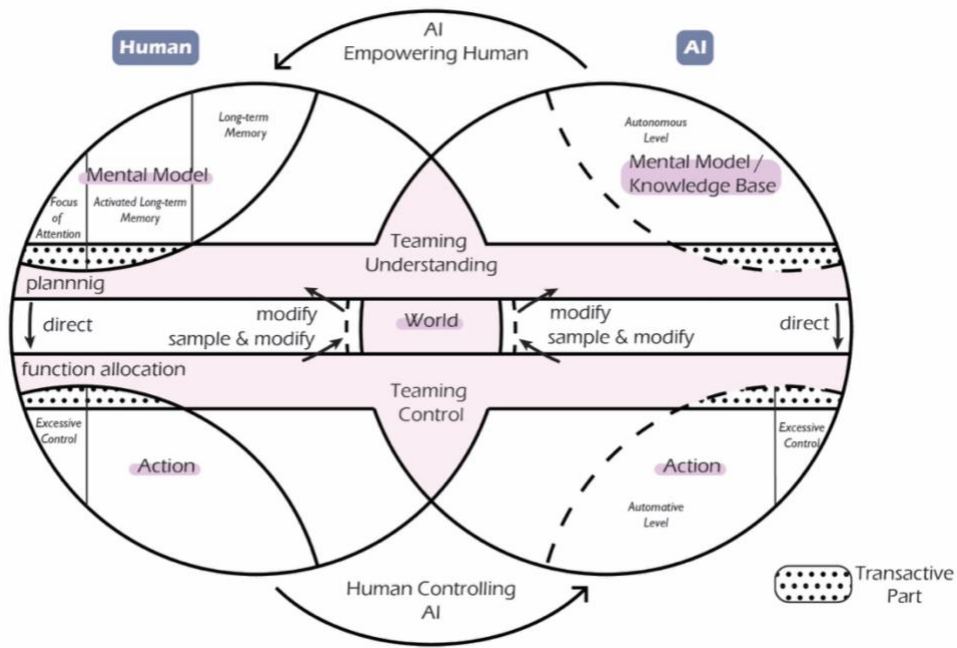 Human
AI
AI
Empowering Human
Long-term
Memory
Mental Model
Focus
of
Attention
Activated Long-term
Memory
Autonomous
Level
Mental Model /
Knowledge Base
Teaming
Understanding
plannnig
direct
modify
sample & modify
World
modify
sample & modify
direct
function allocation
Teaming
Control
Excessive
Control
Action
Action
Excessive
Control
Automative
Level
Human Controlling
AI
Transactive
Part